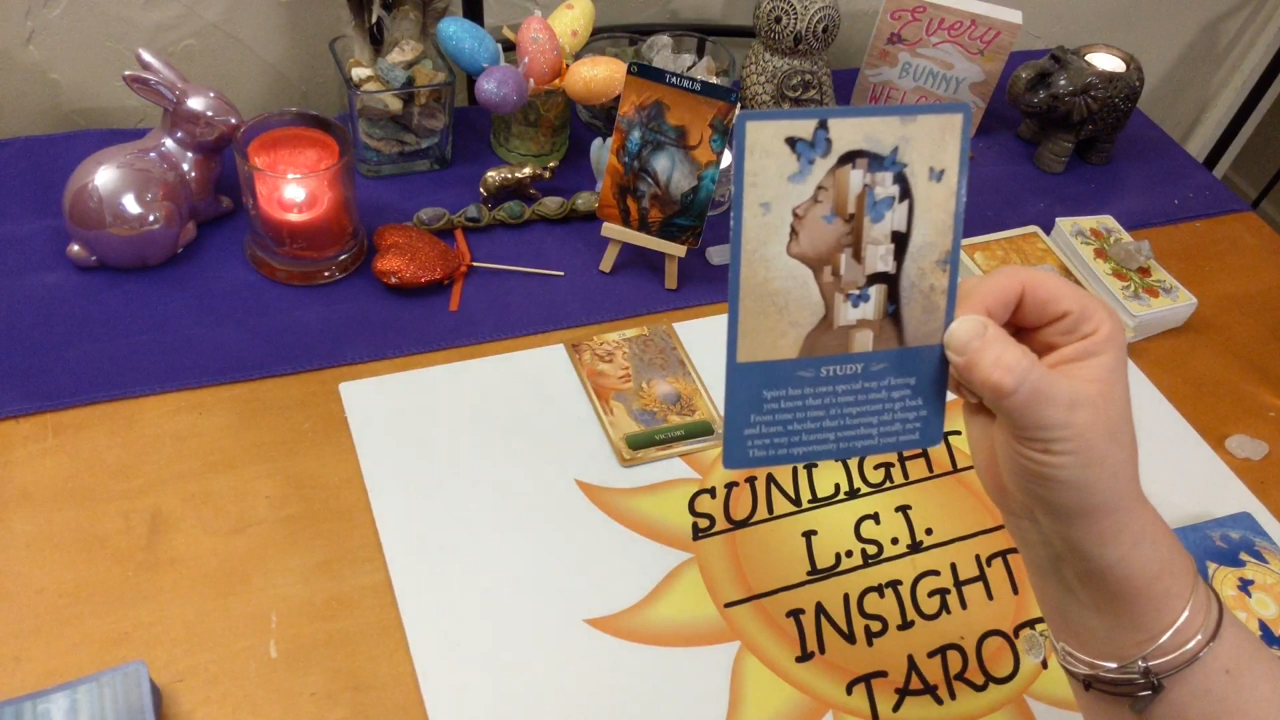 Every
BUNNY
WELCO
TAURUS
STUDY
Spirit has its own special way of letting
you know that it's time to study again.
From time to time, it's important to go back
and learn, whether that's learning old things in
a new way or learning something totally new.
This is an opportunity to expand your mind.
VICTORY
SUNLIGHT
L.S.I.
INSIGHT
TAROT